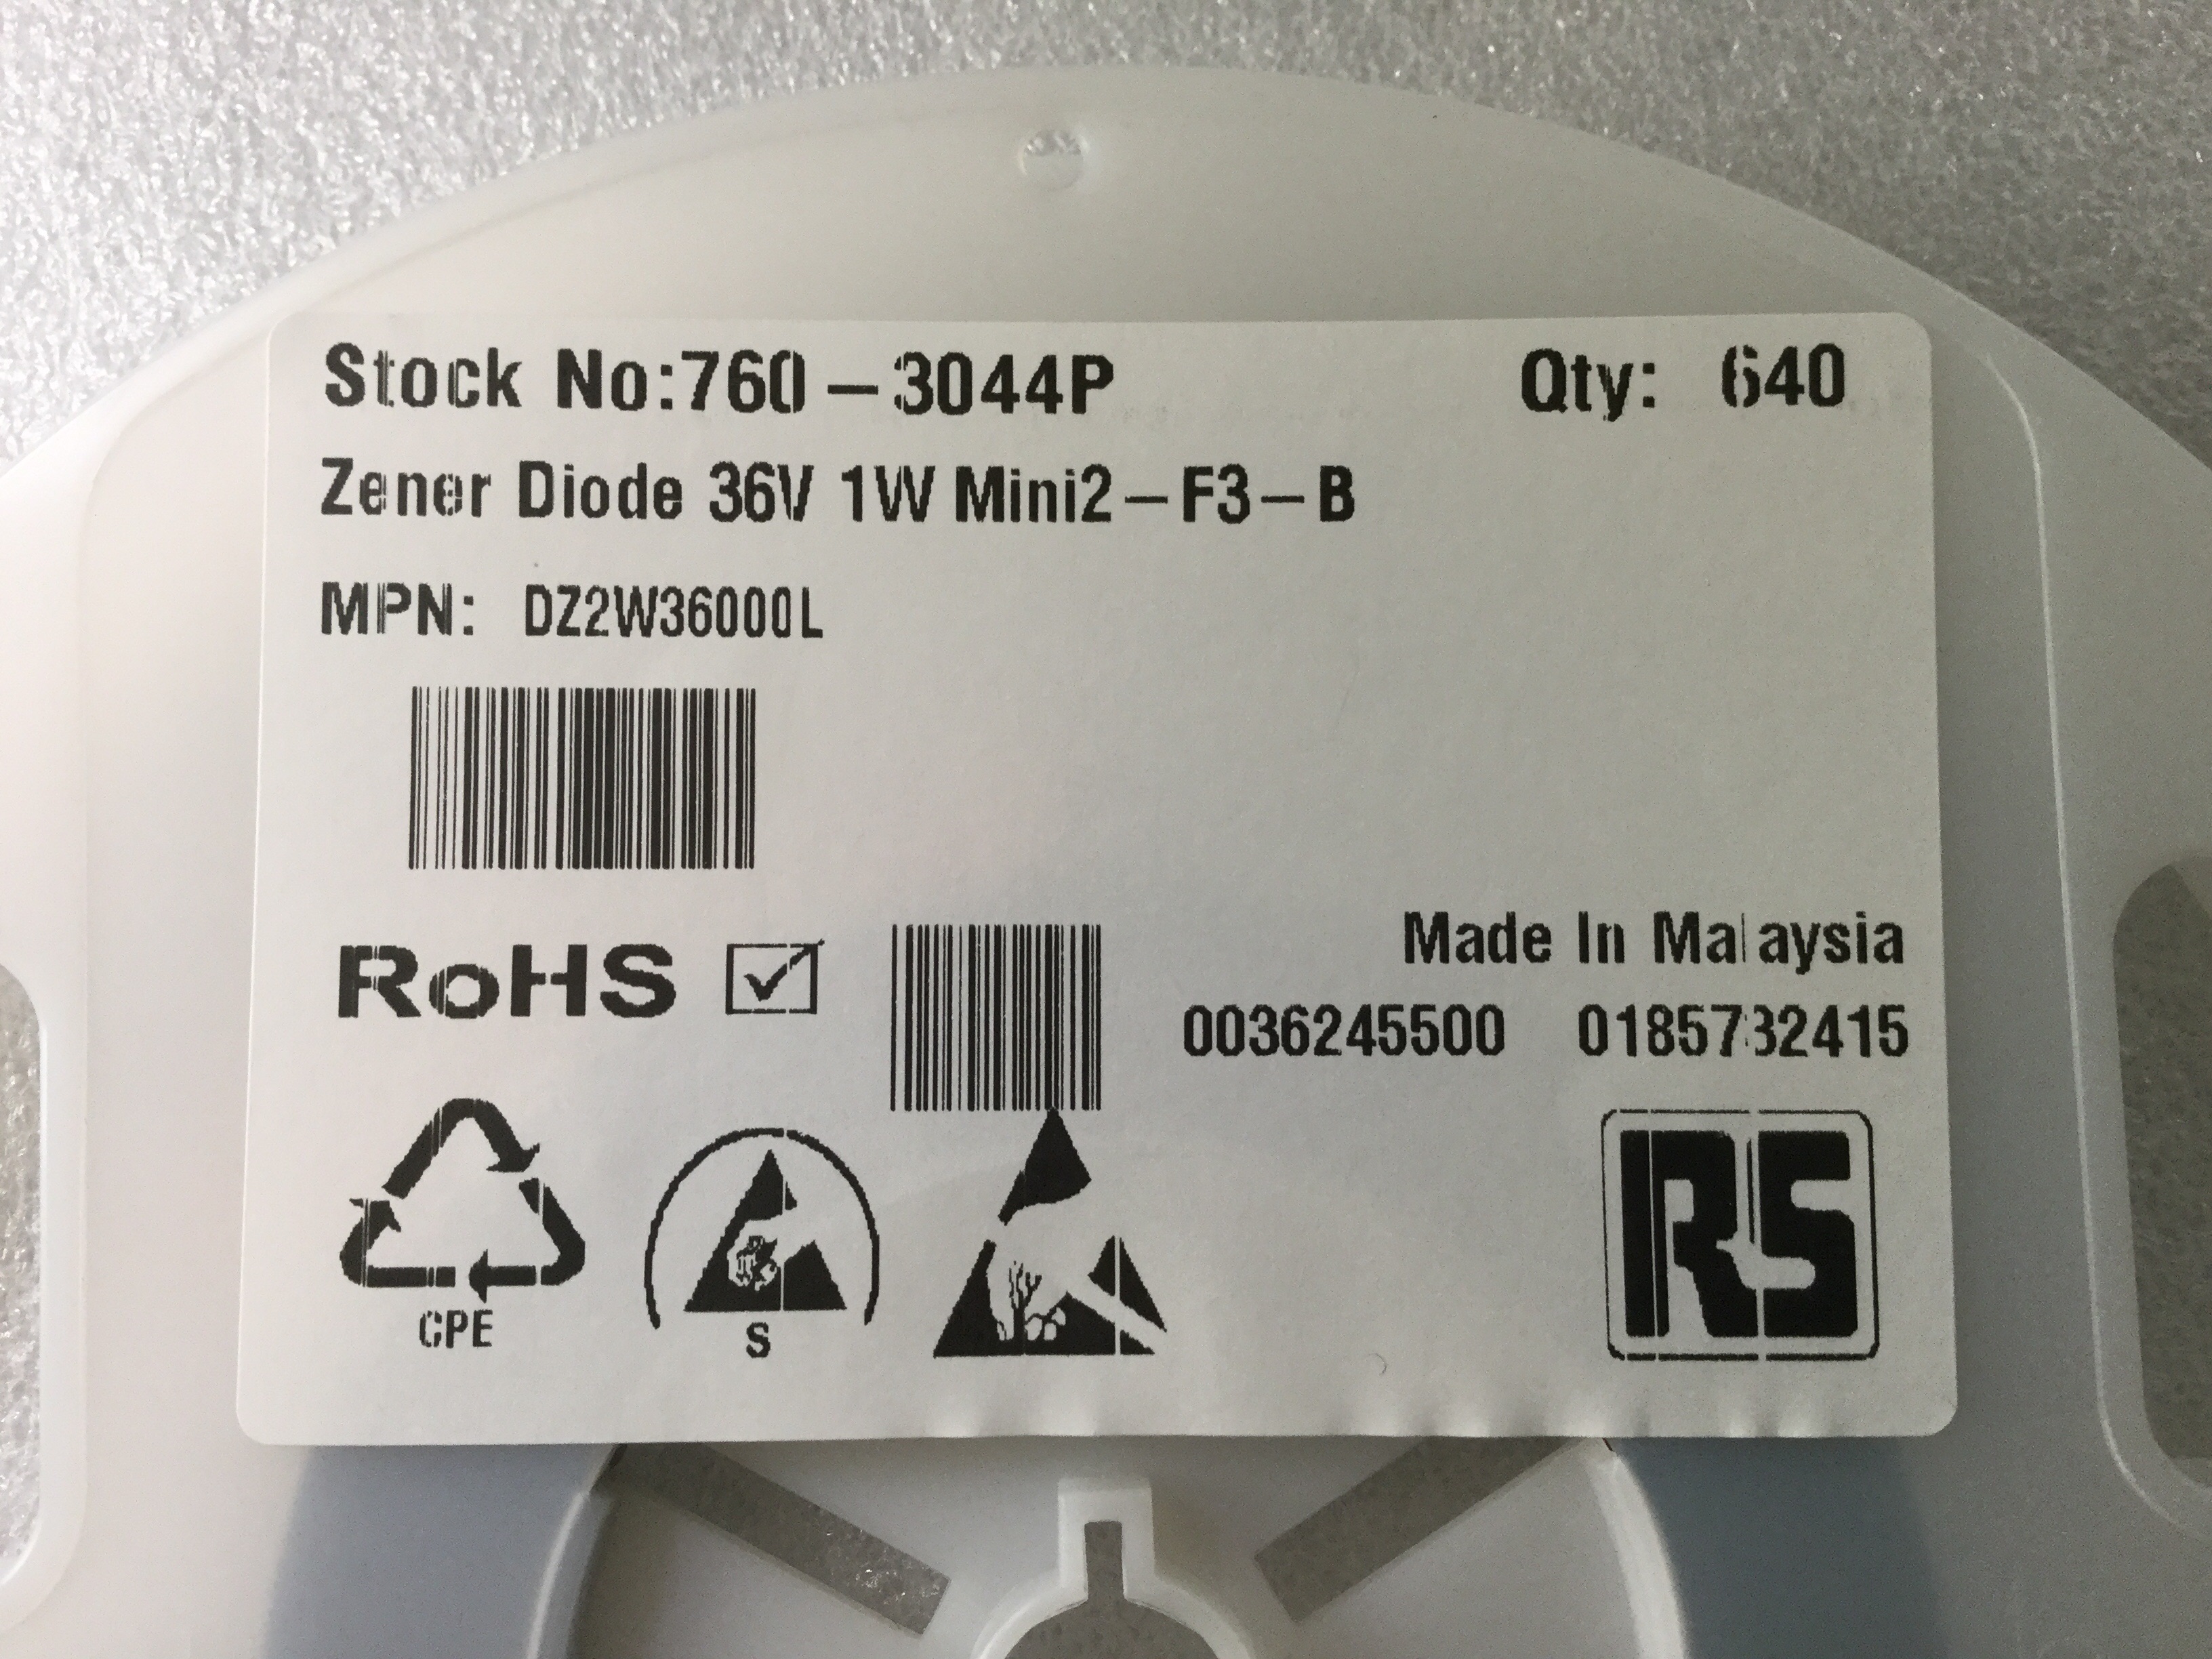 Stock No:760-3044P Qty: 640
Zener Diode 36V 1W Mini2-F3-B
MPN: DZ2W36000L
RoHS
Made In Malaysia
0036245500 0185732415
CPE
S
RS